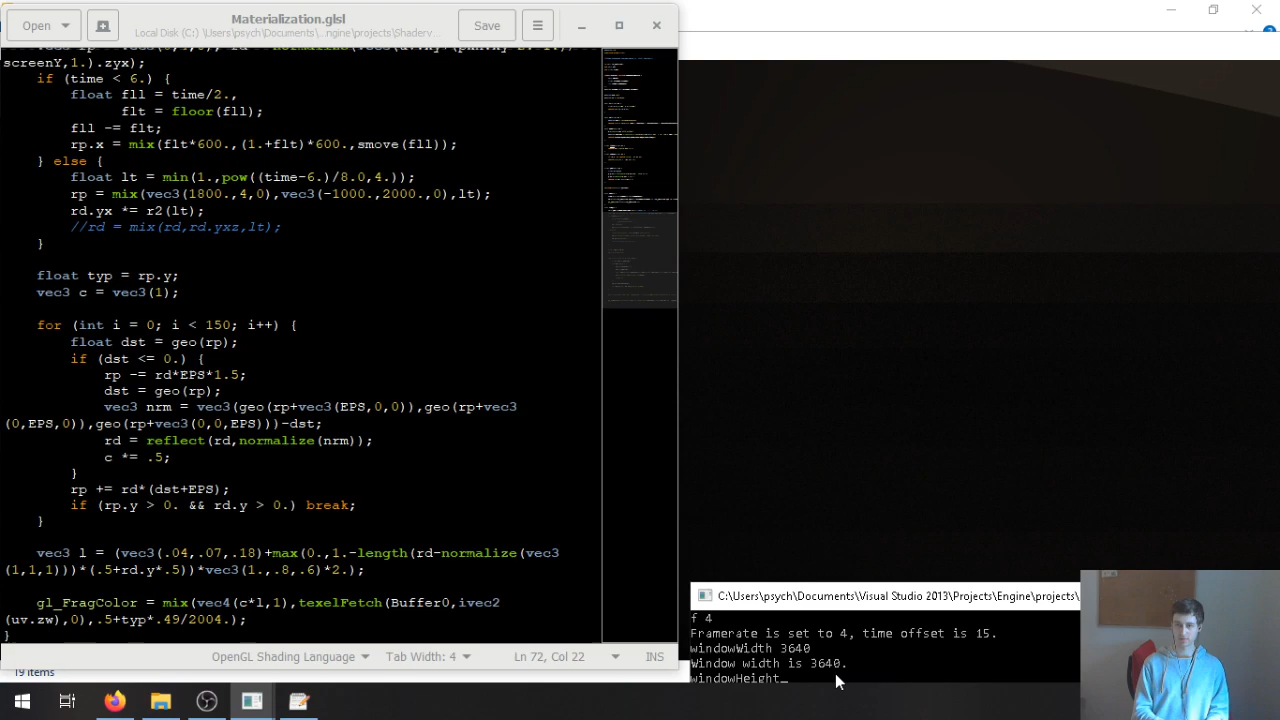 Open
Materialization.glsl
Local Disk (C:) \Users\psych\Documents\...ngine\projects\Shaderv...
Save
screenY,1.).zyx);
if (time < 6.) {
float fll = time/2.,
flt = floor(fll);
fll -= flt;
rp.x = mix(flt*600.,(1.+flt)*600.,smove(fll));
} else {
float lt = min(1.,pow((time-6.)/8.0,4.));
rp = mix(vec3(1800.,4,0),vec3(-1000.,2000.,0),lt);
rd.yx *= r2(lt);
//rd = mix(rd,rd.yxz,lt);
}
float typ = rp.y;
vec3 c = vec3(1);
for (int i = 0; i < 150; i++) {
float dst = geo(rp);
if (dst <= 0.) {
rp -= rd*EPS*1.5;
dst = geo(rp);
vec3 nrm = vec3(geo(rp+vec3(EPS,0,0)),geo(rp+vec3
(0,EPS,0)),geo(rp+vec3(0,0,EPS)))-dst;
rd = reflect(rd,normalize(nrm));
c *= .5;
}
rp += rd*(dst+EPS);
if (rp.y > 0. && rd.y > 0.) break;
}
vec3 l = (vec3(.04,.07,.18)+max(0.,1.-length(rd-normalize(vec3
(1,1,1)))*(.5+rd.y*.5))*vec3(1.,.8,.6)*2.);
gl_FragColor = mix(vec4(c*l,1),texelFetch(Buffer0,ivec2
(uv.zw),0),.5+typ*.49/2004.);
}
OpenGL Shading Language
Tab Width: 4
Ln 72, Col 22
INS
19 items
C:\Users\psych\Documents\Visual Studio 2013\Projects\Engine\projects\
f 4
Framerate is set to 4, time offset is 15.
windowWidth 3640
Window width is 3640.
windowHeight_